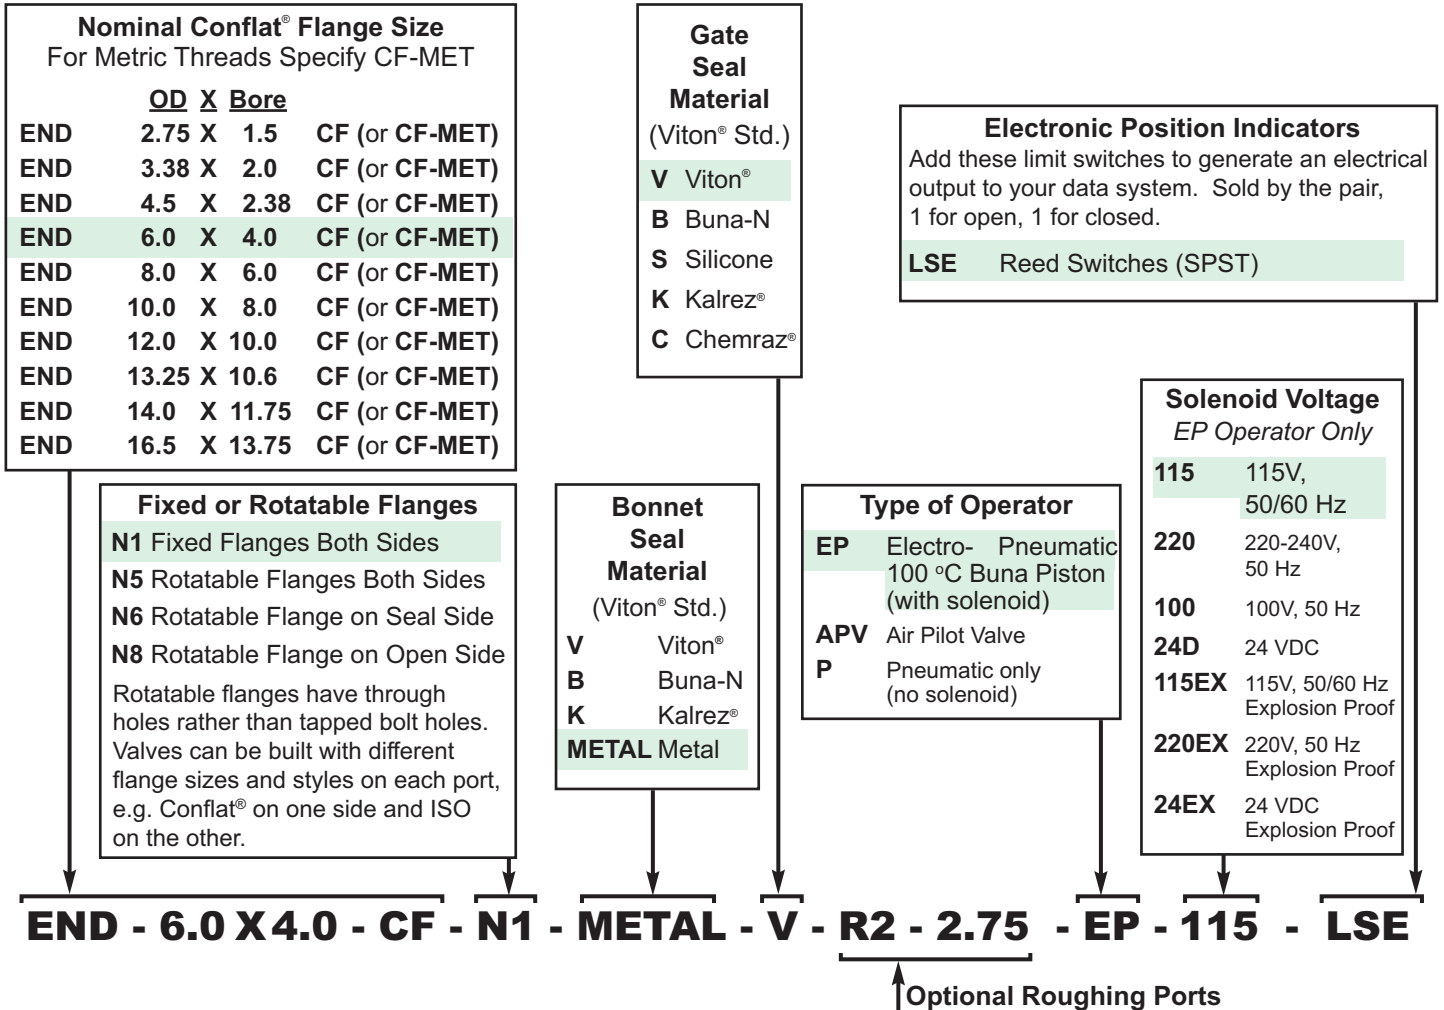 Nominal Conflat® Flange Size
For Metric Threads Specify CF-MET
OD X Bore
END 2.75 X 1.5 CF (or CF-MET)
END 3.38 X 2.0 CF (or CF-MET)
END 4.5 X 2.38 CF (or CF-MET)
END 6.0 X 4.0 CF (or CF-MET)
END 8.0 X 6.0 CF (or CF-MET)
END 10.0 X 8.0 CF (or CF-MET)
END 12.0 X 10.0 CF (or CF-MET)
END 13.25 X 10.6 CF (or CF-MET)
END 14.0 X 11.75 CF (or CF-MET)
END 16.5 X 13.75 CF (or CF-MET)
Gate
Seal
Material
(Viton® Std.)
V Viton®
B Buna-N
S Silicone
K Kalrez®
C Chemraz®
Electronic Position Indicators
Add these limit switches to generate an electrical
output to your data system. Sold by the pair,
1 for open, 1 for closed.
LSE Reed Switches (SPST)
Fixed or Rotatable Flanges
N1 Fixed Flanges Both Sides
N5 Rotatable Flanges Both Sides
N6 Rotatable Flange on Seal Side
N8 Rotatable Flange on Open Side
Rotatable flanges have through
holes rather than tapped bolt holes.
Valves can be built with different
flange sizes and styles on each port,
e.g. Conflat® on one side and ISO
on the other.
Bonnet
Seal
Material
(Viton® Std.)
V Viton®
B Buna-N
K Kalrez®
METAL Metal
Type of Operator
EP Electro- Pneumatic
100 °C Buna Piston
(with solenoid)
APV Air Pilot Valve
P Pneumatic only
(no solenoid)
Solenoid Voltage
EP Operator Only
115 115V,
50/60 Hz
220 220-240V,
50 Hz
100 100V, 50 Hz
24D 24 VDC
115EX 115V, 50/60 Hz
Explosion Proof
220EX 220V, 50 Hz
Explosion Proof
24EX 24 VDC
Explosion Proof
END - 6.0 X 4.0 - CF - N1 - METAL - V - R2 - 2.75 - EP - 115 - LSE
Optional Roughing Ports